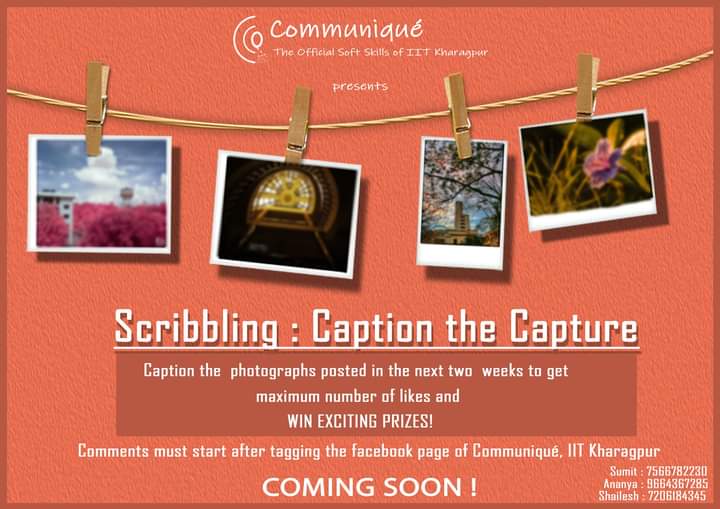 Communiqué
The Official Soft Skills of IIT Kharagpur
presents
Scribbling : Caption the Capture
Caption the photographs posted in the next two weeks to get
maximum number of likes and
WIN EXCITING PRIZES!
Comments must start after tagging the facebook page of Communiqué, IIT Kharagpur
COMING SOON !
Sumit : 7566782230
Ananya : 9664367285
Shailesh : 7206184345